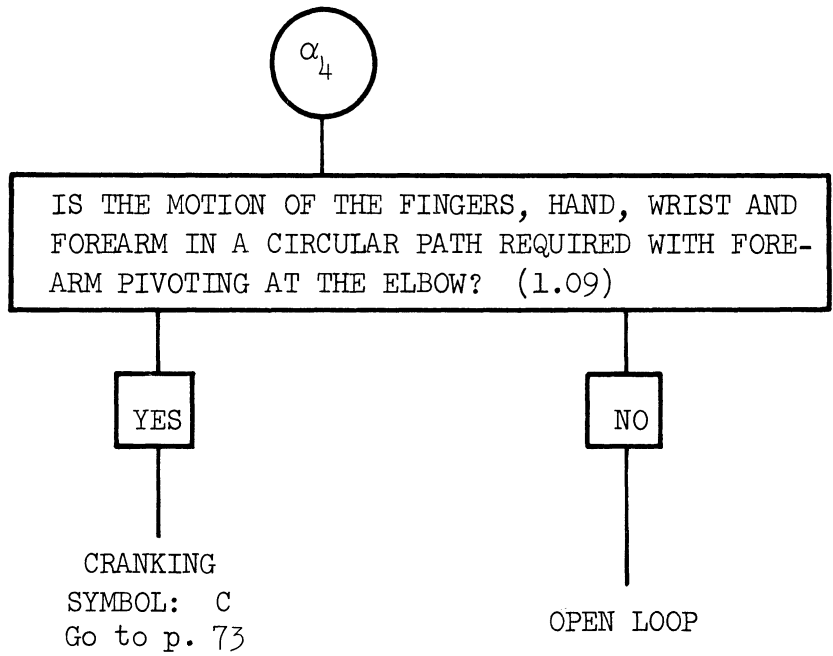 α4
IS THE MOTION OF THE FINGERS, HAND, WRIST AND
FOREARM IN A CIRCULAR PATH REQUIRED WITH FORE-
ARM PIVOTING AT THE ELBOW? (1.09)
YES
NO
CRANKING
SYMBOL: C
Go to p. 73
OPEN LOOP